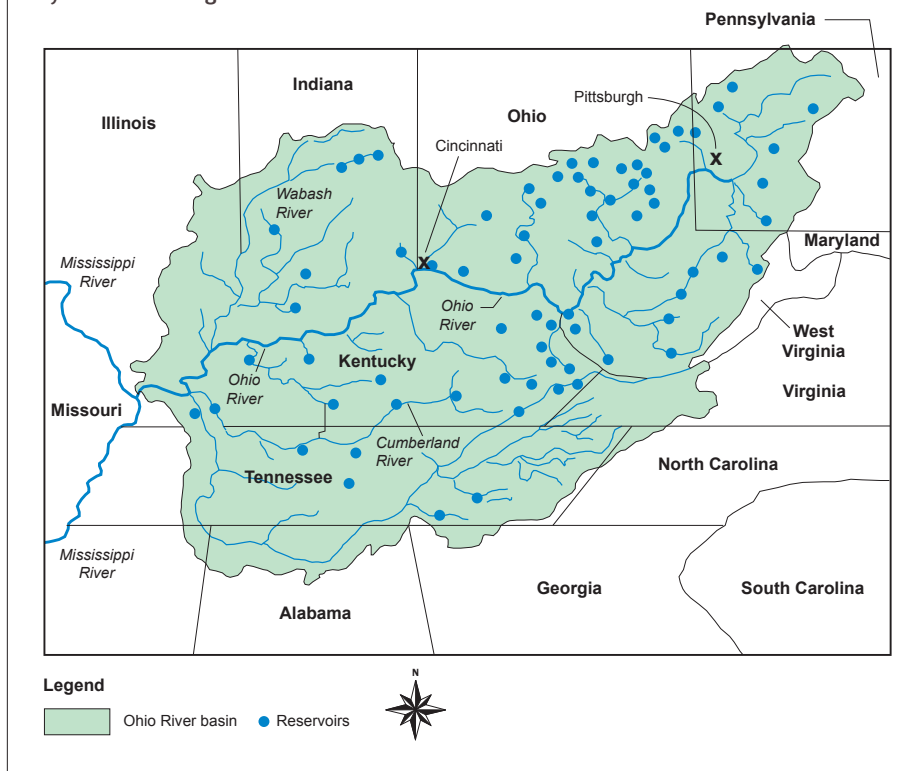 Pennsylvania
Indiana
Pittsburgh
Ohio
Illinois
Cincinnati
Wabash
River
Maryland
Mississippi
River
Ohio
River
West
Virginia
Kentucky
Ohio
River
Virginia
Missouri
Cumberland
River
North Carolina
Tennessee
Mississippi
River
Georgia
South Carolina
Alabama
Legend
N
Ohio River basin
Reservoirs
X
X